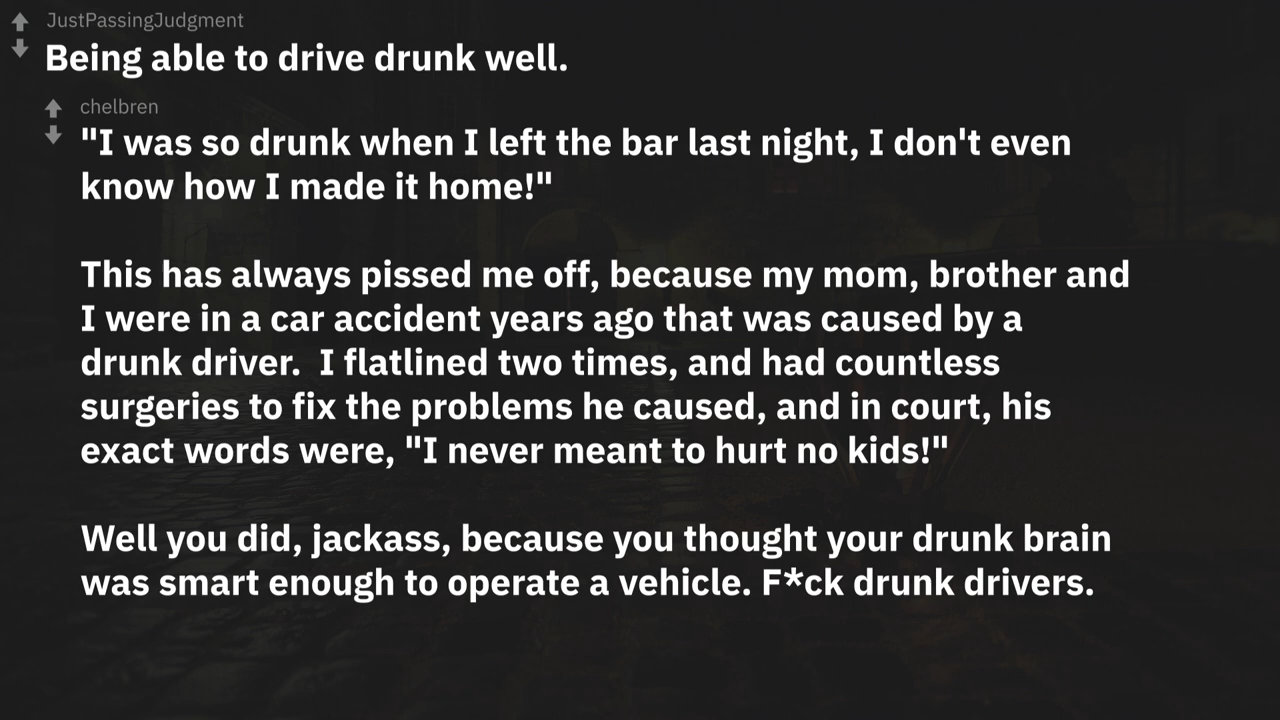 JustPassingJudgment
Being able to drive drunk well.
chelbren
"I was so drunk when I left the bar last night, I don't even
know how I made it home!"
This has always pissed me off, because my mom, brother and
I were in a car accident years ago that was caused by a
drunk driver.  I flatlined two times, and had countless
surgeries to fix the problems he caused, and in court, his
exact words were, "I never meant to hurt no kids!"
Well you did, jackass, because you thought your drunk brain
was smart enough to operate a vehicle. F*ck drunk drivers.